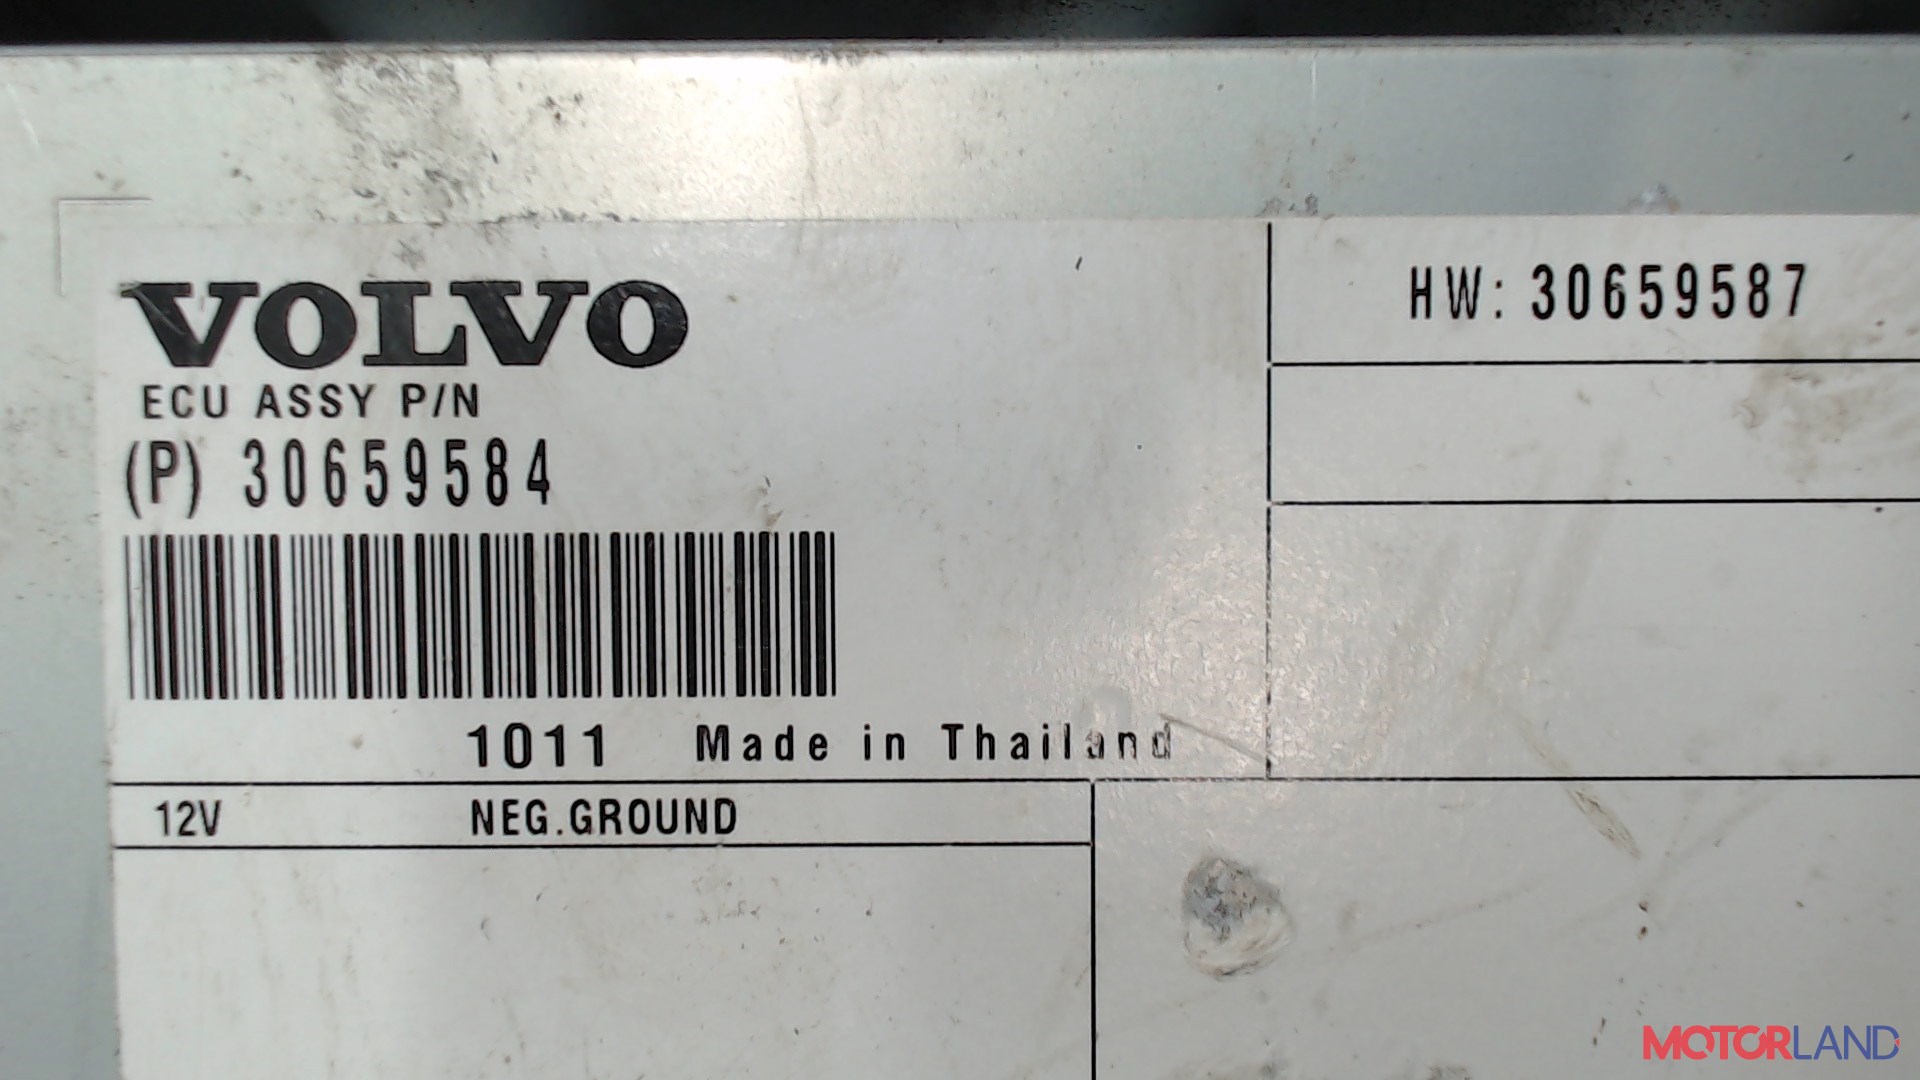 VOLVO
ECU ASSY P/N
(P) 30659584
1011 Made in Thailand
12V NEG.GROUND
HW: 30659587
MOTORLAND